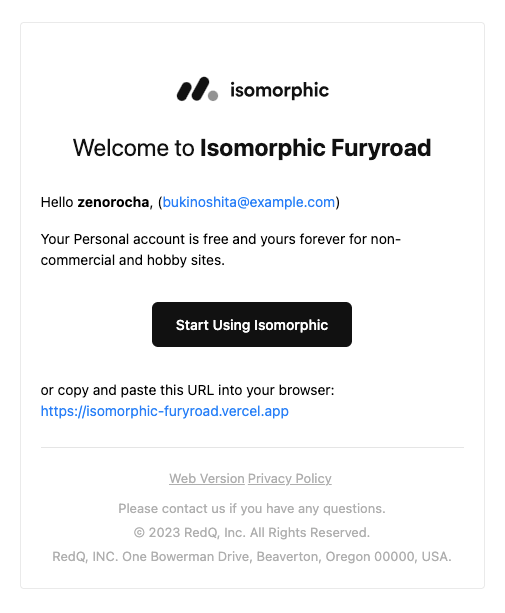 isomorphic
Welcome to Isomorphic Furyroad
Hello zenorocha, (bukinoshita@example.com)
Your Personal account is free and yours forever for non-
commercial and hobby sites.
Start Using Isomorphic
or copy and paste this URL into your browser:
https://isomorphic-furyroad.vercel.app
Web Version Privacy Policy
Please contact us if you have any questions.
© 2023 RedQ, Inc. All Rights Reserved.
RedQ, INC. One Bowerman Drive, Beaverton, Oregon 00000, USA.